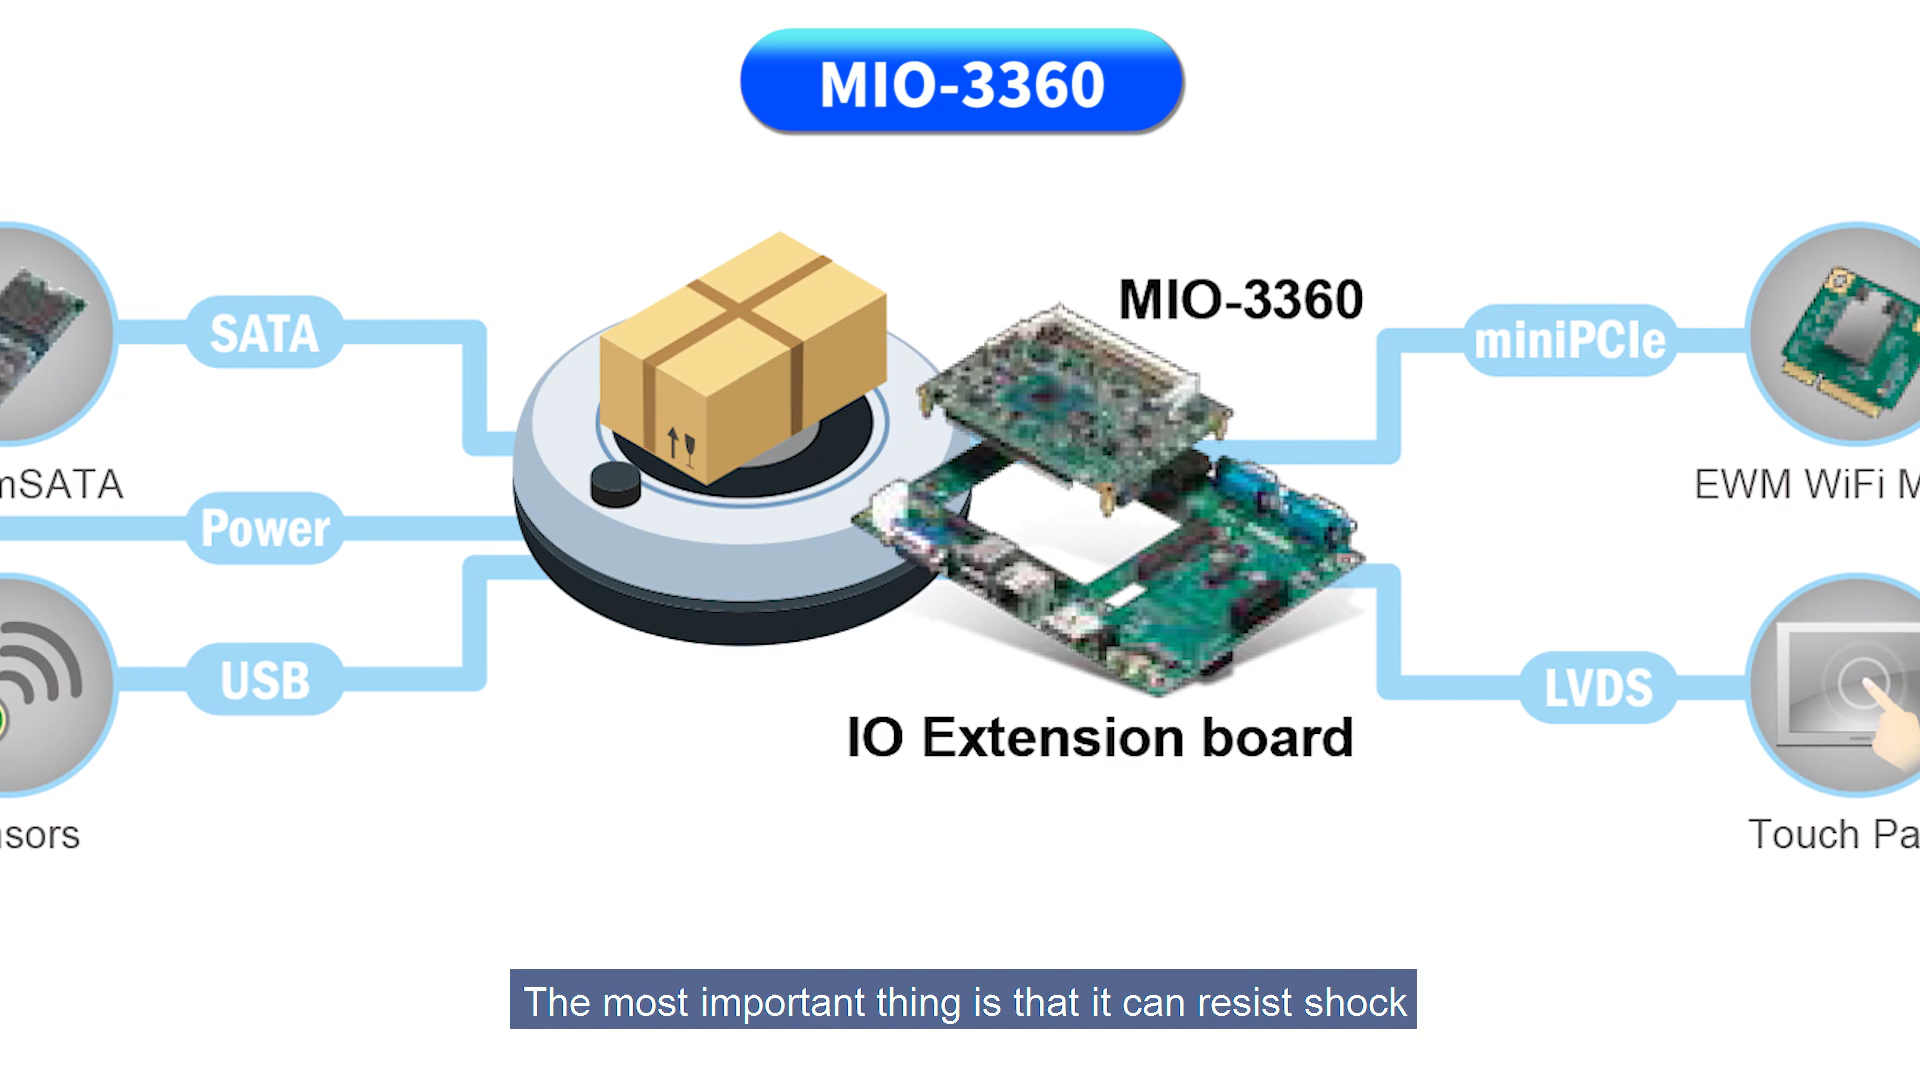 MIO-3360
MIO-3360
SATA
miniPCIe
mSATA
EWM WiFi M
Power
USB
LVDS
IO Extension board
nsors
Touch Pa
The most important thing is that it can resist shock